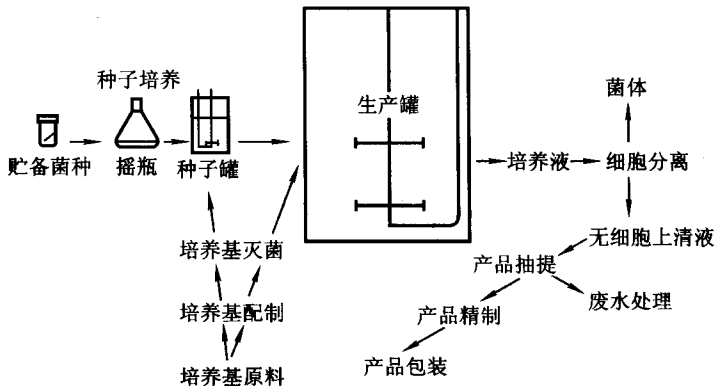 种子培养
贮备菌种
摇瓶
种子罐
生产罐
培养液
细胞分离
菌体
无细胞上清液
产品抽提
废水处理
产品精制
产品包装
培养基灭菌
培养基配制
培养基原料